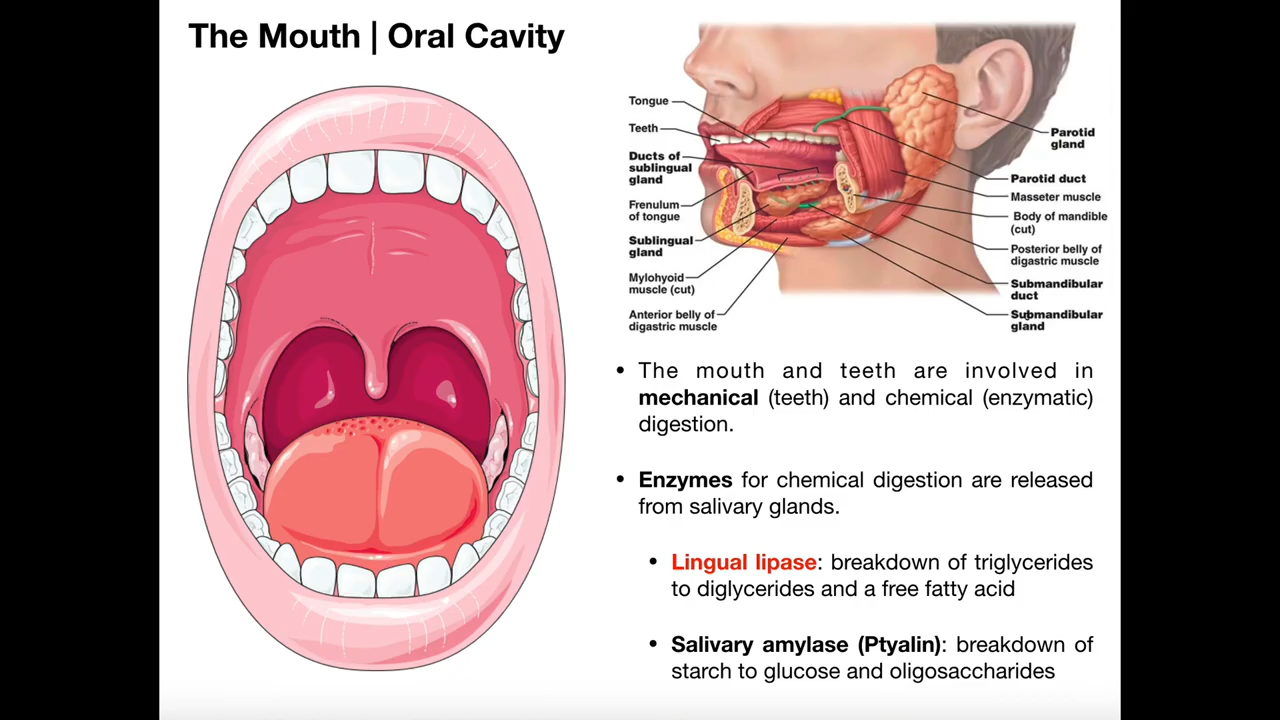 The Mouth | Oral Cavity
Tongue
Teeth
Ducts of
sublingual
gland
Frenulum
of tongue
Sublingual
gland
Mylohyoid
muscle (cut)
Anterior belly of
digastric muscle
Parotid
gland
Parotid duct
Masseter muscle
Body of mandible
(cut)
Posterior belly of
digastric muscle
Submandibular
duct
Submandibular
gland
• The mouth and teeth are involved in
mechanical (teeth) and chemical (enzymatic)
digestion.
• Enzymes for chemical digestion are released
from salivary glands.
• Lingual lipase: breakdown of triglycerides
to diglycerides and a free fatty acid
• Salivary amylase (Ptyalin): breakdown of
starch to glucose and oligosaccharides